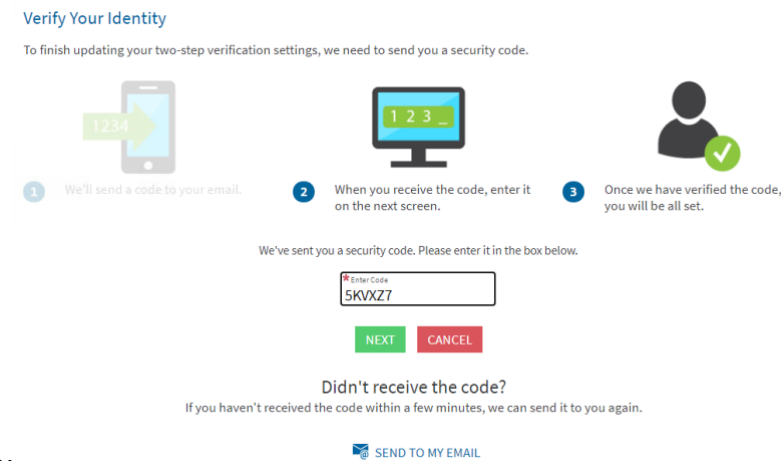 Verify Your Identity
To finish updating your two-step verification settings, we need to send you a security code.
1234
1 2 3 _
1 We'll send a code to your email.
2 When you receive the code, enter it
on the next screen.
3 Once we have verified the code,
you will be all set.
We've sent you a security code. Please enter it in the box below.
* Enter Code
5KVXZ7
NEXT CANCEL
Didn't receive the code?
If you haven't received the code within a few minutes, we can send it to you again.
SEND TO MY EMAIL